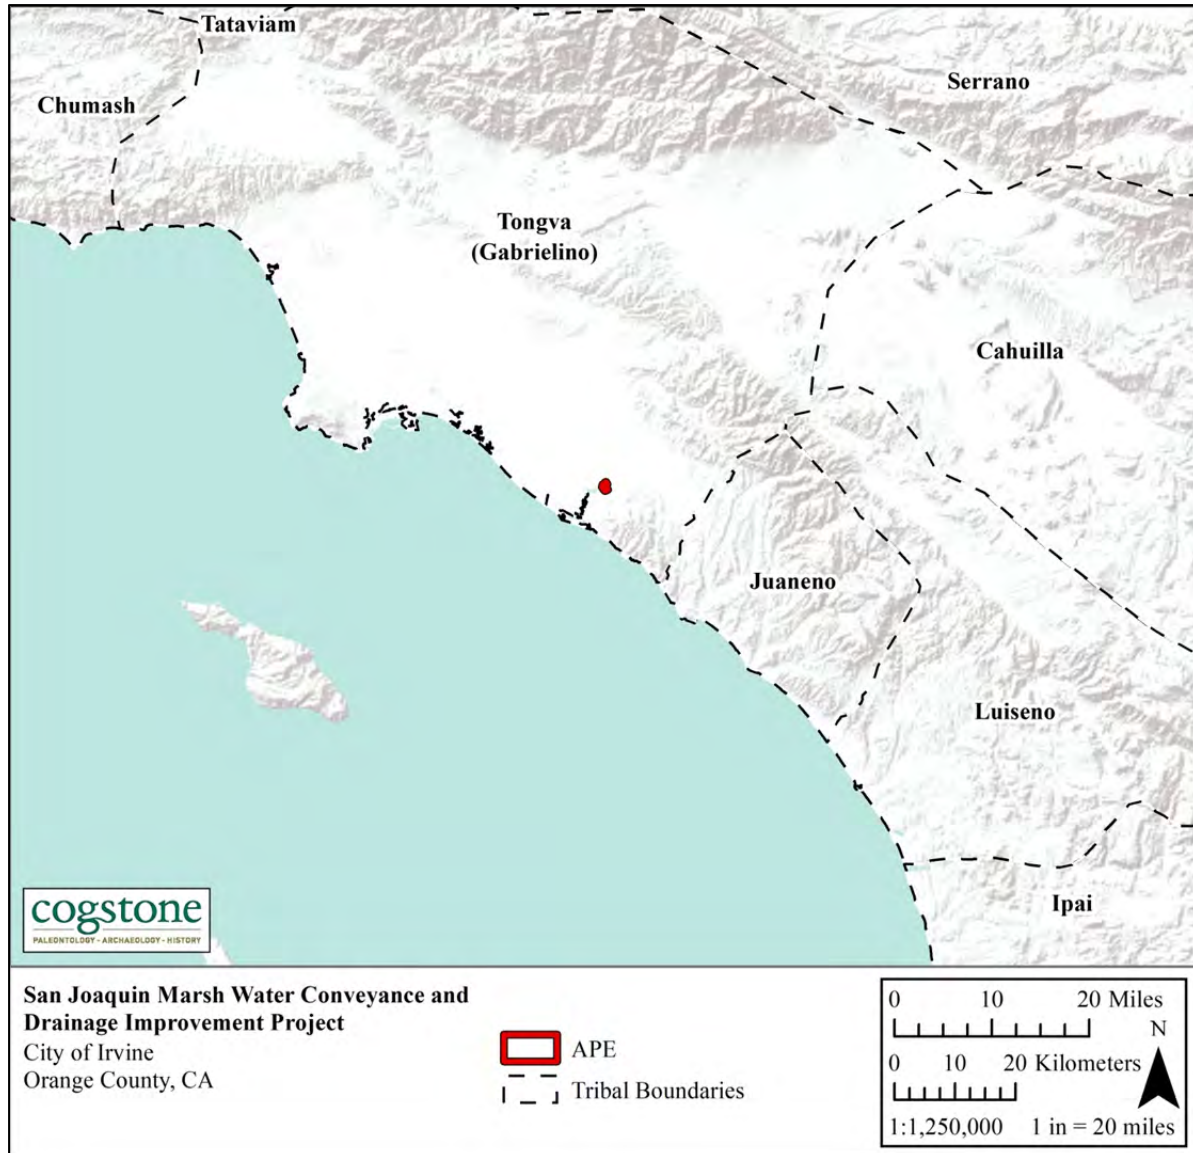 Tataviam
Chumash
Serrano
Tongva
(Gabrielino)
Cahuilla
Juaneno
Luiseno
Ipai
cogstone
PALEONTOLOGY - ARCHAEOLOGY - HISTORY
San Joaquin Marsh Water Conveyance and
Drainage Improvement Project
City of Irvine
Orange County, CA
APE
Tribal Boundaries
0 10 20 Miles
N
0 10 20 Kilometers
1:1,250,000 1 in = 20 miles